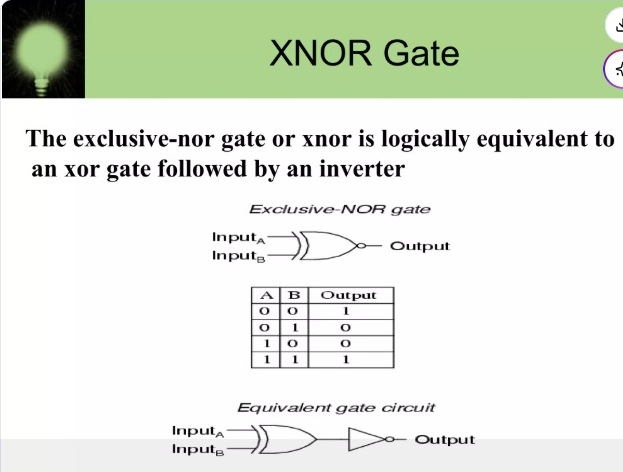 XNOR Gate
The exclusive-nor gate or xnor is logically equivalent to
an xor gate followed by an inverter
Exclusive-NOR gate
InputA
InputB
Output
A B Output
0 0 1
0 1 0
1 0 0
1 1 1
Equivalent gate circuit
InputA
InputB
Output